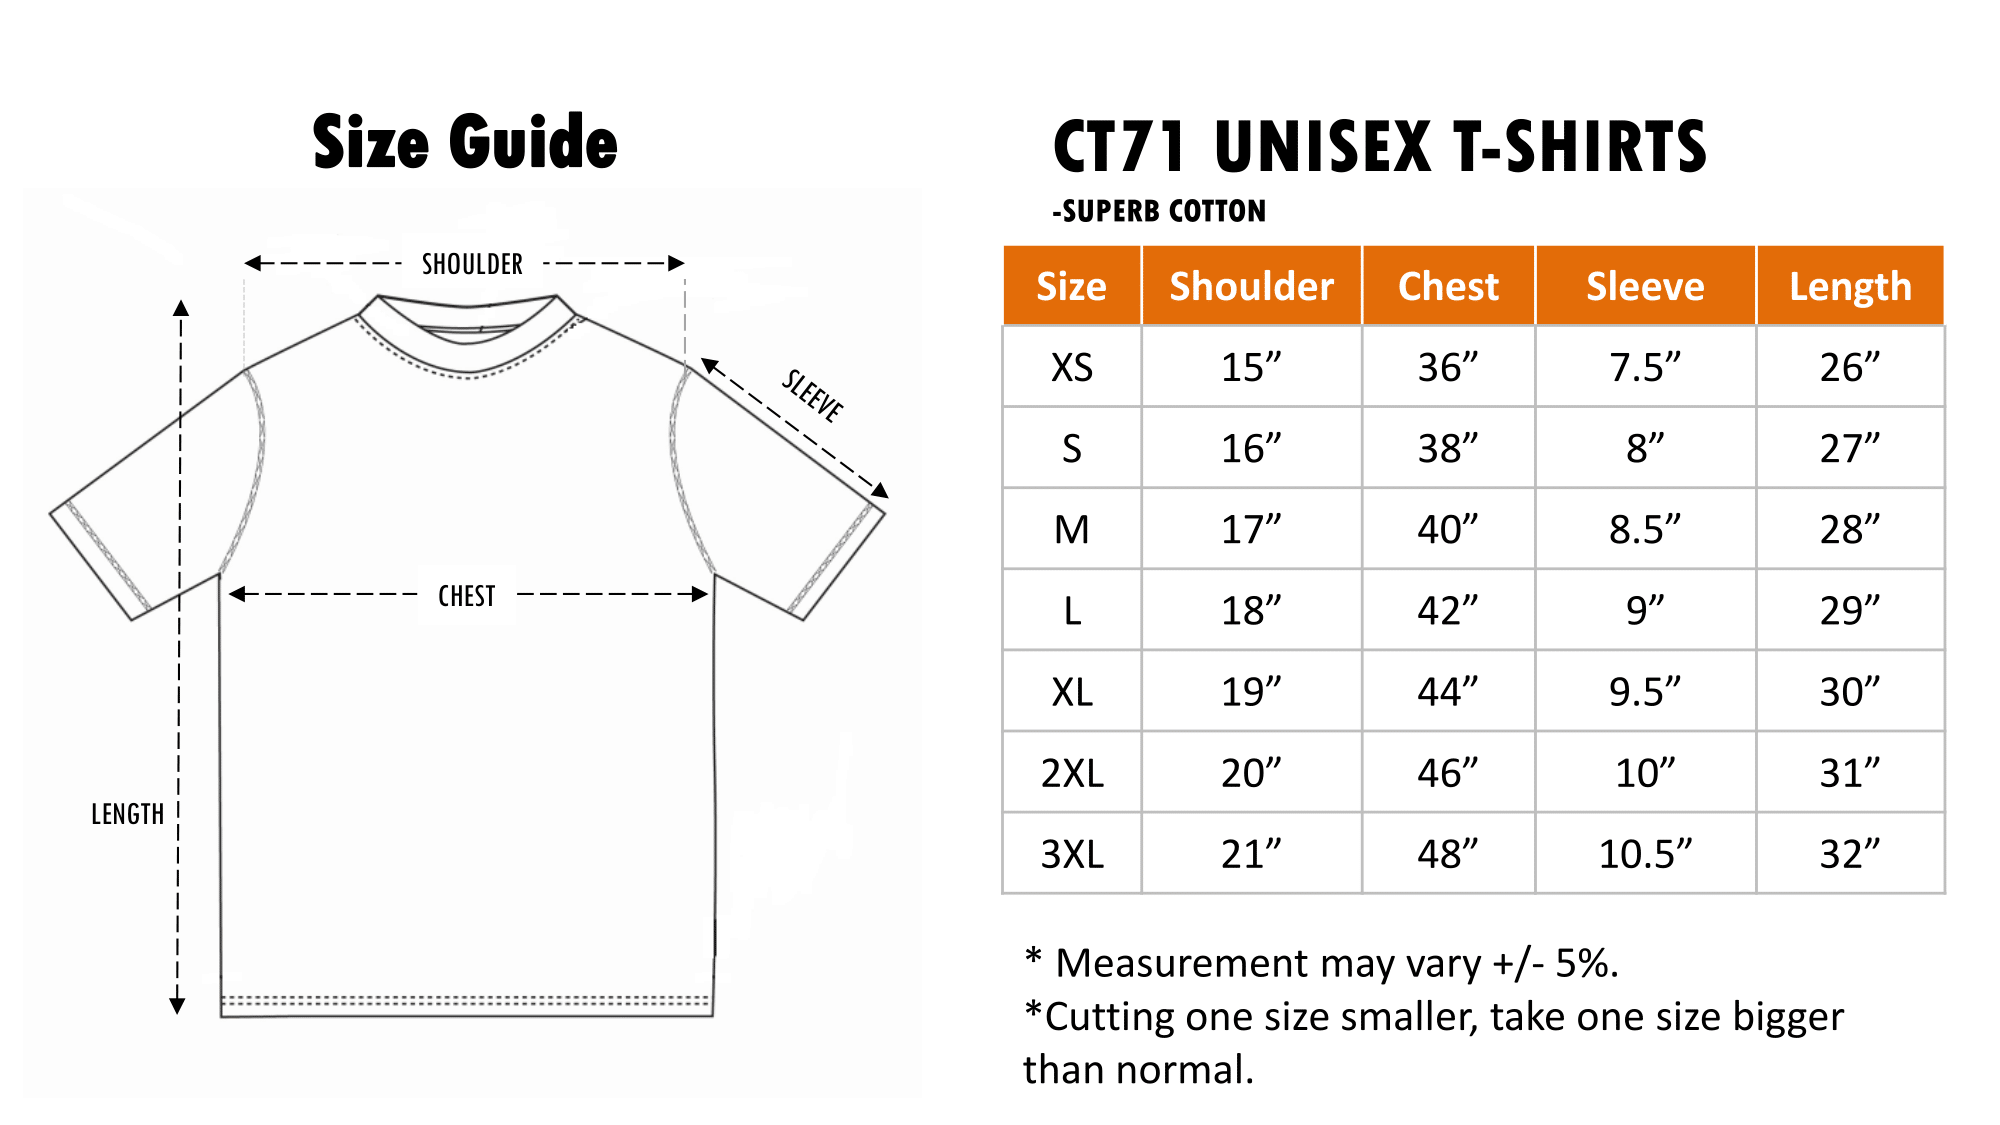 Size Guide
SHOULDER
SLEEVE
CHEST
LENGTH
CT71 UNISEX T-SHIRTS
-SUPERB COTTON
Size Shoulder Chest Sleeve Length
XS 15” 36” 7.5” 26”
S 16” 38” 8” 27”
M 17” 40” 8.5” 28”
L 18” 42” 9” 29”
XL 19” 44” 9.5” 30”
2XL 20” 46” 10” 31”
3XL 21” 48” 10.5” 32”
* Measurement may vary +/- 5%.
*Cutting one size smaller, take one size bigger
than normal.